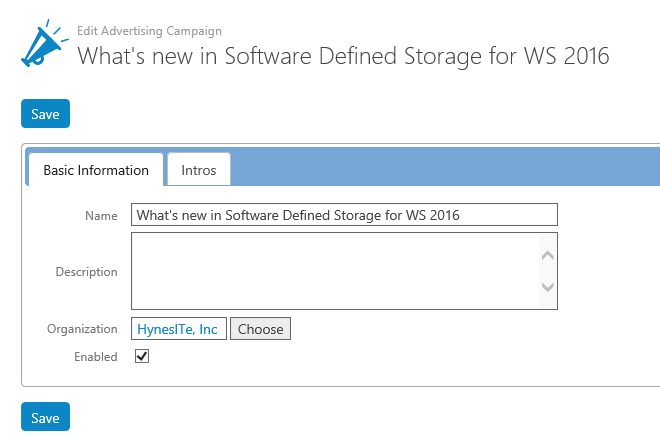 Edit Advertising Campaign
What's new in Software Defined Storage for WS 2016
Save
Basic Information Intros
Name What's new in Software Defined Storage for WS 2016
Description
Organization HynesITe, Inc Choose
Enabled
Save